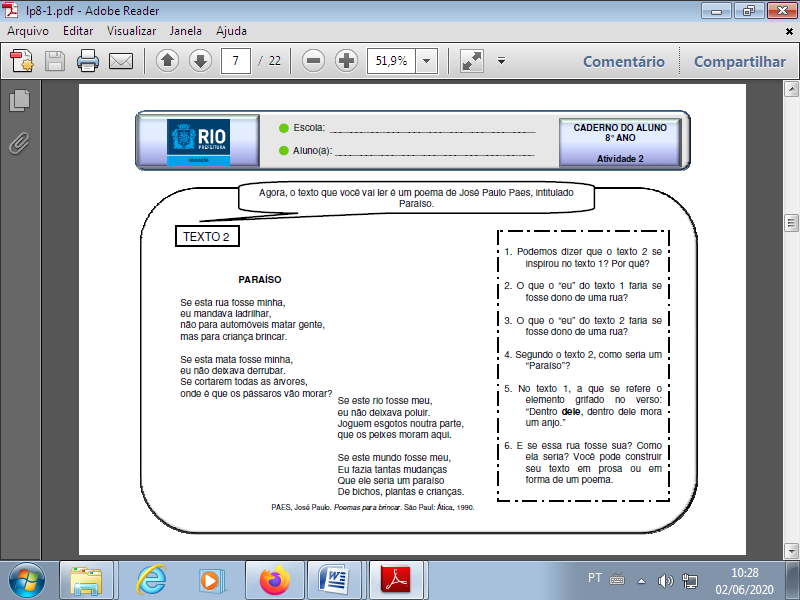 lp8-1.pdf - Adobe Reader
Arquivo Editar Visualizar Janela Ajuda
7 / 22 51,9% Comentário Compartilhar
RIO
PREFEITURA
EDUCAÇÃO
Escola: ___________________________________
Aluno(a): ___________________________________
CADERNO DO ALUNO
8° ANO
Atividade 2
Agora, o texto que você vai ler é um poema de José Paulo Paes, intitulado
Paraíso.
TEXTO 2
PARAÍSO
Se esta rua fosse minha,
eu mandava ladrilhar,
não para automóveis matar gente,
mas para criança brincar.
Se esta mata fosse minha,
eu não deixava derrubar.
Se cortarem todas as árvores,
onde é que os pássaros vão morar?
Se este rio fosse meu,
eu não deixava poluir.
Joguem esgotos noutra parte,
que os peixes moram aqui.
Se este mundo fosse meu,
Eu fazia tantas mudanças
Que ele seria um paraíso
De bichos, plantas e crianças.
PAES, José Paulo. Poemas para brincar. São Paul: Ática, 1990.
1. Podemos dizer que o texto 2 se
inspirou no texto 1? Por quê?
2. O que o “eu” do texto 1 faria se
fosse dono de uma rua?
3. O que o “eu” do texto 2 faria se
fosse dono de uma rua?
4. Segundo o texto 2, como seria um
“Paraíso”?
5. No texto 1, a que se refere o
elemento grifado no verso:
“Dentro dele, dentro dele mora
um anjo.”
6. E se essa rua fosse sua? Como
ela seria? Você pode construir
seu texto em prosa ou em
forma de um poema.
PT
10:28
02/06/2020